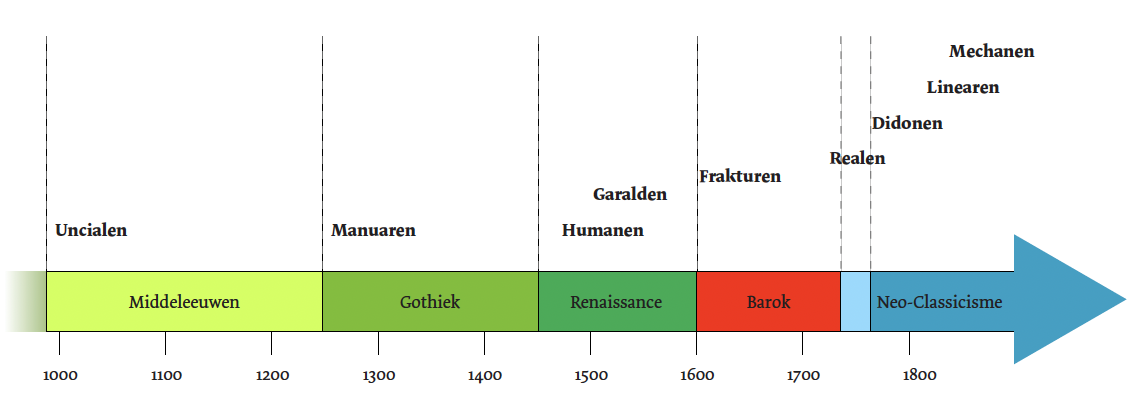 Mechanen
Linearen
Didonen
Realen
Frakturen
Garalden
Uncialen
Manuaren
Humanen
Middeleeuwen
Gothiek
Renaissance
Barok
Neo-Classicisme
1000
1100
1200
1300
1400
1500
1600
1700
1800